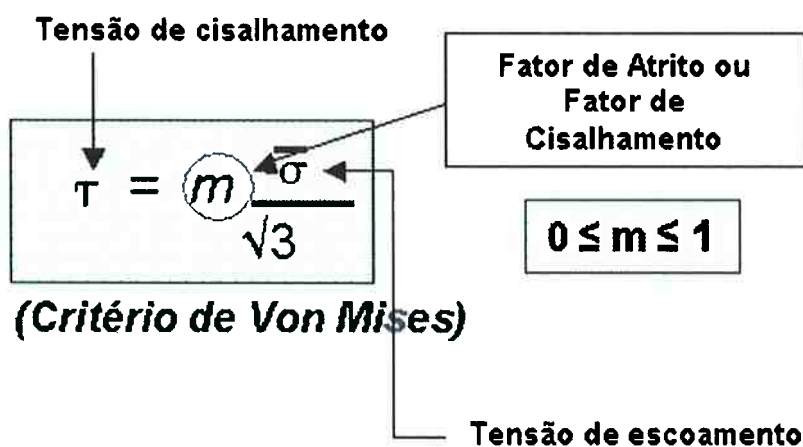 Tensão de cisalhamento
Fator de Atrito ou
Fator de
Cisalhamento
τ = m σ̅
√3
0 ≤ m ≤ 1
(Critério de Von Mises)
Tensão de escoamento